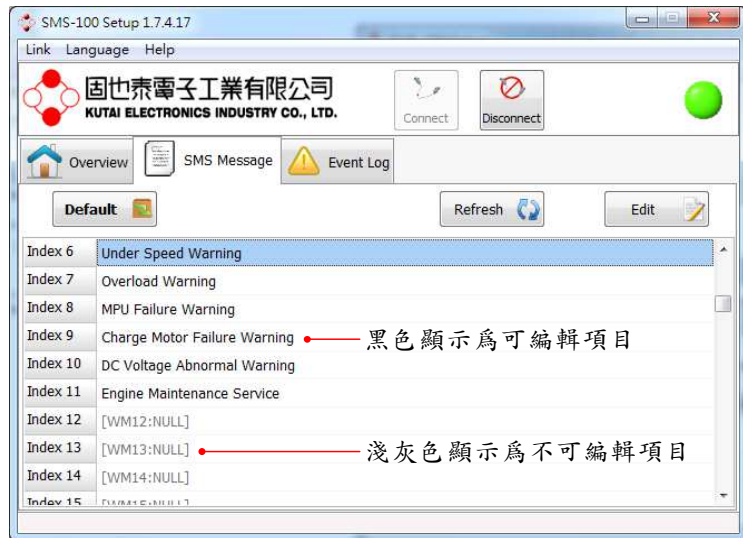 SMS-100 Setup 1.7.4.17
Link Language Help
固也泰電子工業有限公司
KUTAI ELECTRONICS INDUSTRY CO., LTD.
Connect
Disconnect
Overview
SMS Message
Event Log
Default
Refresh
Edit
Index 6 Under Speed Warning
Index 7 Overload Warning
Index 8 MPU Failure Warning
Index 9 Charge Motor Failure Warning 黑色顯示爲可編輯項目
Index 10 DC Voltage Abnormal Warning
Index 11 Engine Maintenance Service
Index 12 [WM12:NULL]
Index 13 [WM13:NULL] 淺灰色顯示爲不可編輯項目
Index 14 [WM14:NULL]
Index 15 [WM15:NULL]